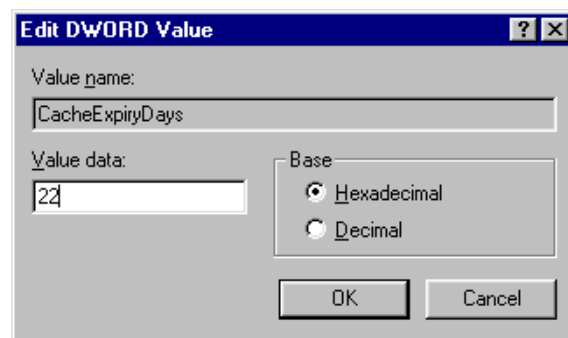 Edit DWORD Value
Value name:
CacheExpiryDays
Value data:
22
Base
Hexadecimal
Decimal
OK
Cancel